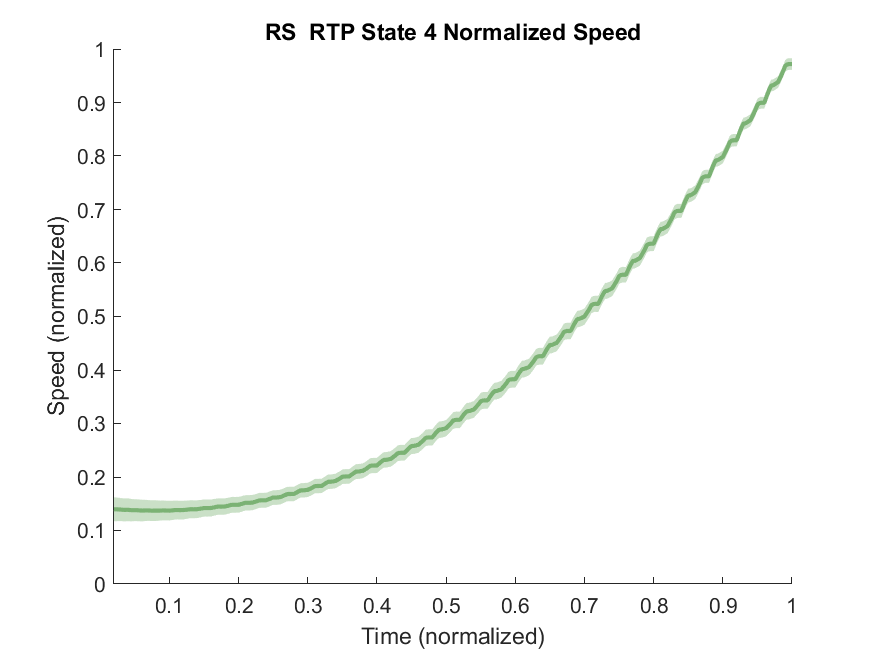 RS  RTP State 4 Normalized Speed
1
0.9
0.8
0.7
0.6
0.5
0.4
0.3
0.2
0.1
0
Speed (normalized)
0.1 0.2 0.3 0.4 0.5 0.6 0.7 0.8 0.9 1
Time (normalized)